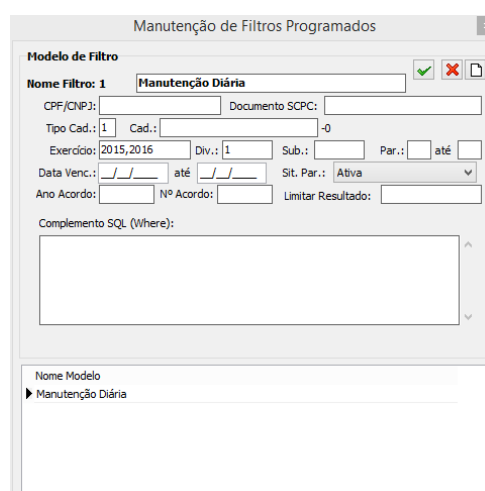 Manutenção de Filtros Programados
Modelo de Filtro
Nome Filtro: 1 Manutenção Diária
CPF/CNPJ: Documento SCPC:
Tipo Cad.: 1 Cad.: -0
Exercício: 2015,2016 Div.: 1 Sub.: Par.: até
Data Venc.: __/__/____ até __/__/____ Sit. Par.: Ativa
Ano Acordo: Nº Acordo: Limitar Resultado:
Complemento SQL (Where):
Nome Modelo
Manutenção Diária